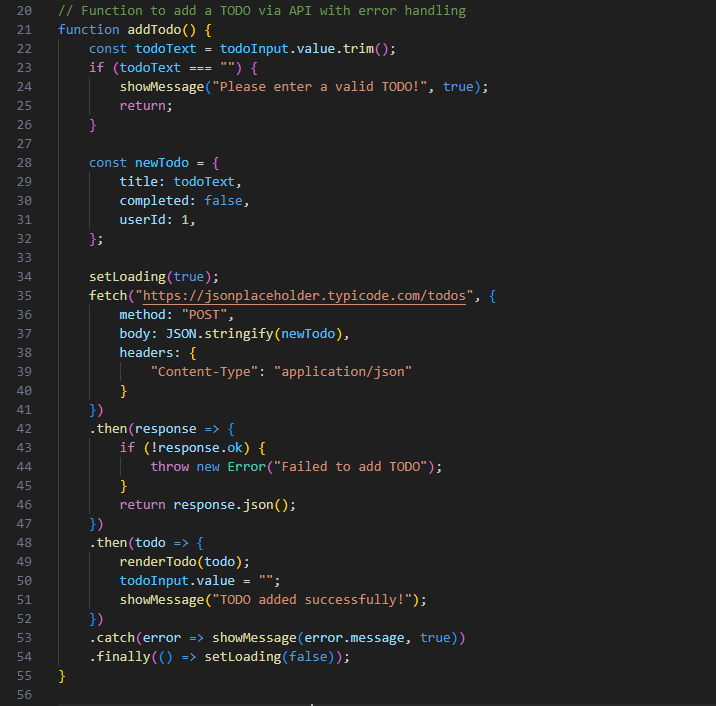 20 // Function to add a TODO via API with error handling
21 function addTodo() {
22     const todoText = todoInput.value.trim();
23     if (todoText === "") {
24         showMessage("Please enter a valid TODO!", true);
25         return;
26     }
27
28     const newTodo = {
29         title: todoText,
30         completed: false,
31         userId: 1,
32     };
33
34     setLoading(true);
35     fetch("https://jsonplaceholder.typicode.com/todos", {
36         method: "POST",
37         body: JSON.stringify(newTodo),
38         headers: {
39             "Content-Type": "application/json"
40         }
41     })
42     .then(response => {
43         if (!response.ok) {
44             throw new Error("Failed to add TODO");
45         }
46         return response.json();
47     })
48     .then(todo => {
49         renderTodo(todo);
50         todoInput.value = "";
51         showMessage("TODO added successfully!");
52     })
53     .catch(error => showMessage(error.message, true))
54     .finally(() => setLoading(false));
55 }
56